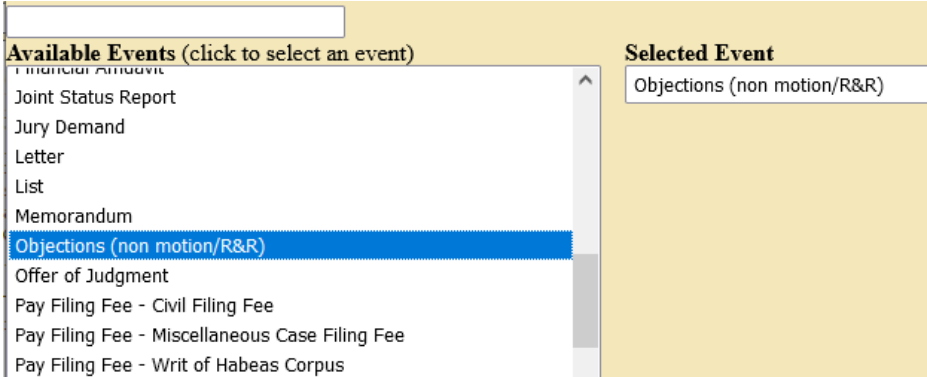 Available Events (click to select an event)
Selected Event
Financial Affidavit
Joint Status Report
Jury Demand
Letter
List
Memorandum
Objections (non motion/R&R)
Offer of Judgment
Pay Filing Fee - Civil Filing Fee
Pay Filing Fee - Miscellaneous Case Filing Fee
Pay Filing Fee - Writ of Habeas Corpus
Objections (non motion/R&R)